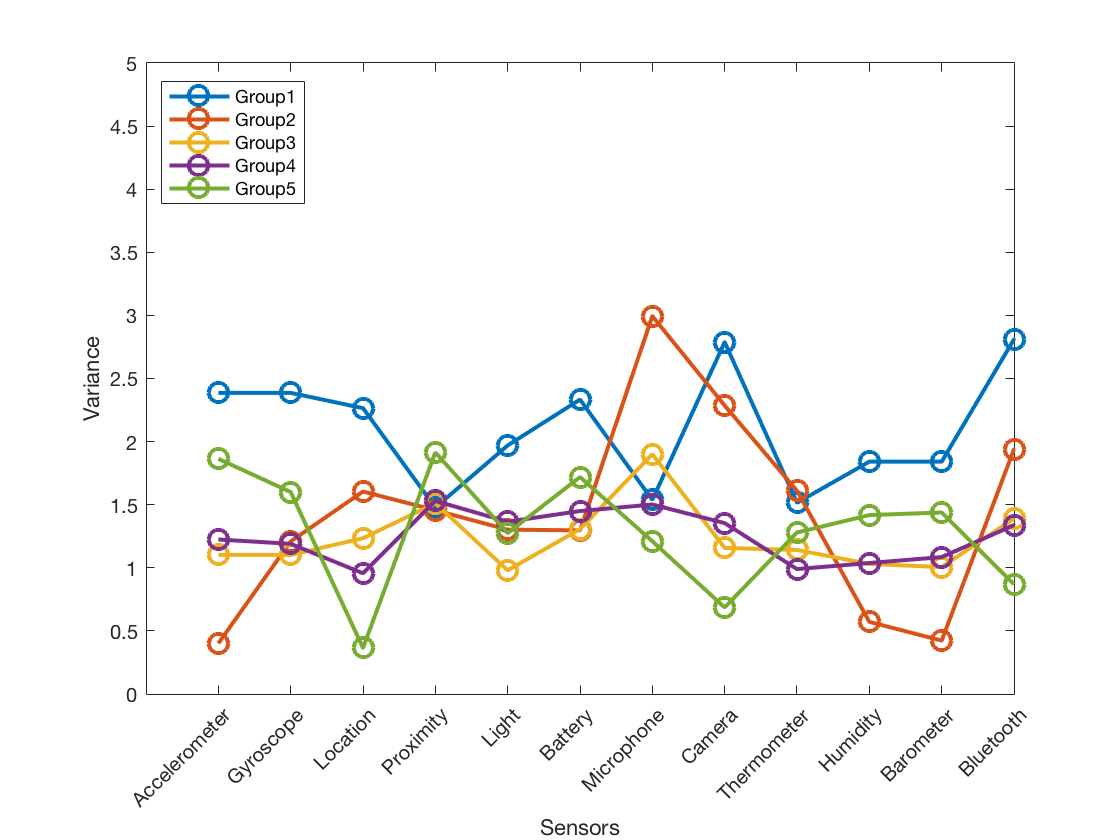 5
4.5
4
3.5
3
2.5
2
1.5
1
0.5
0
Variance
Group1
Group2
Group3
Group4
Group5
Accelerometer
Gyroscope
Location
Proximity
Light
Battery
Microphone
Camera
Thermometer
Humidity
Barometer
Bluetooth
Sensors